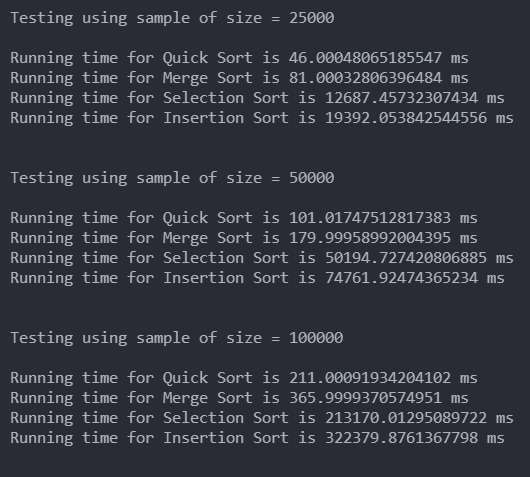 Testing using sample of size = 25000
Running time for Quick Sort is 46.00048065185547 ms
Running time for Merge Sort is 81.00032806396484 ms
Running time for Selection Sort is 12687.45732307434 ms
Running time for Insertion Sort is 19392.053842544556 ms
Testing using sample of size = 50000
Running time for Quick Sort is 101.01747512817383 ms
Running time for Merge Sort is 179.99958992004395 ms
Running time for Selection Sort is 50194.727420806885 ms
Running time for Insertion Sort is 74761.92474365234 ms
Testing using sample of size = 100000
Running time for Quick Sort is 211.00091934204102 ms
Running time for Merge Sort is 365.9999370574951 ms
Running time for Selection Sort is 213170.01295089722 ms
Running time for Insertion Sort is 322379.8761367798 ms